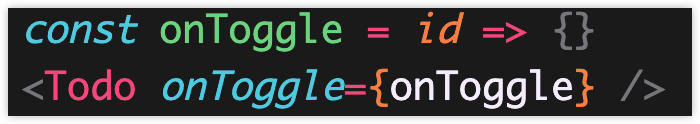 const onToggle = id => {}
<Todo onToggle={onToggle} />